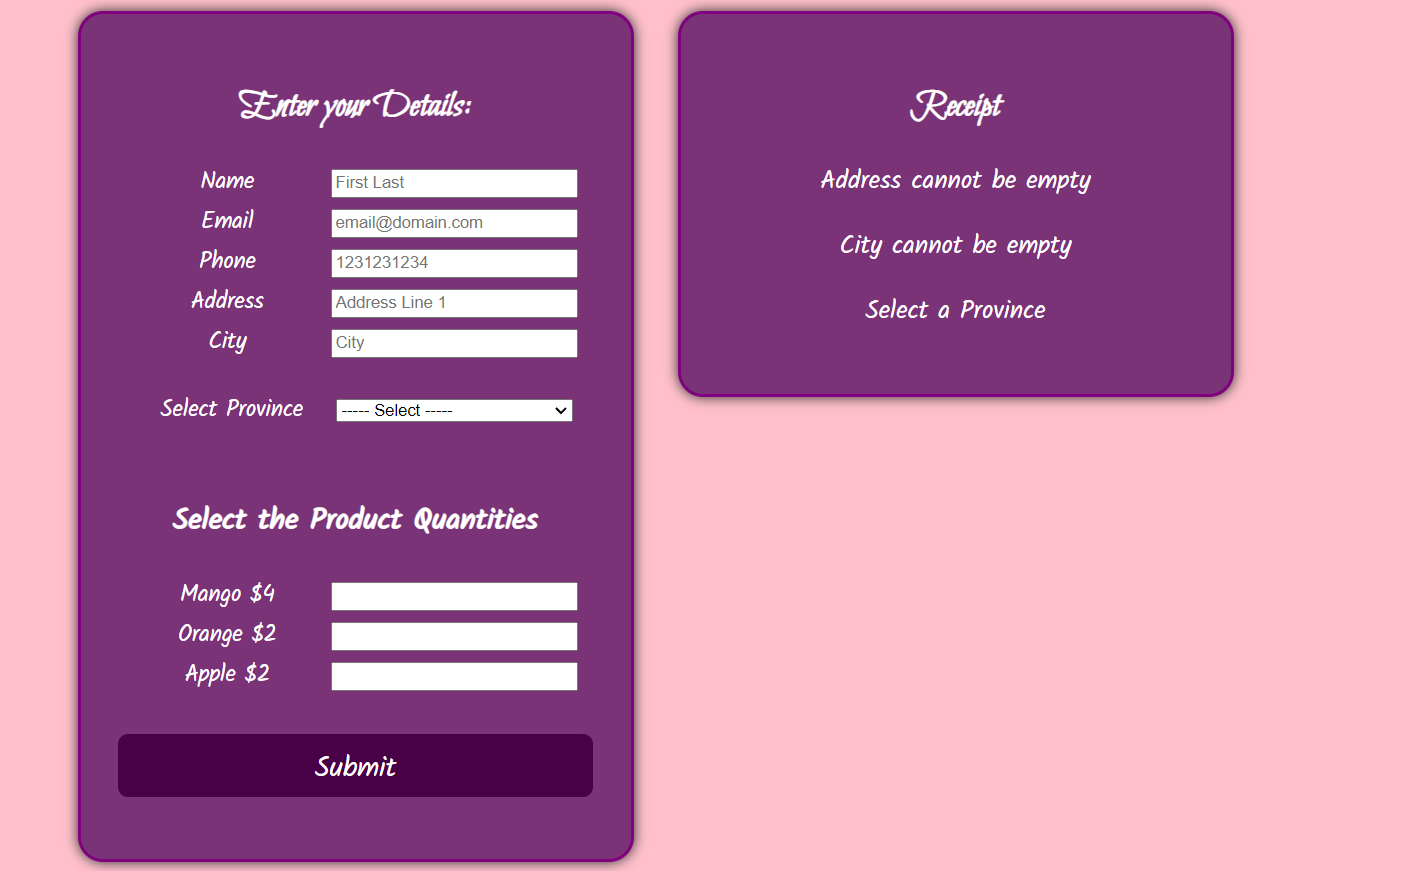 Enter your Details:
Name
First Last
Email
email@domain.com
Phone
1231231234
Address
Address Line 1
City
City
Select Province
----- Select -----
Select the Product Quantities
Mango $4
Orange $2
Apple $2
Submit
Receipt
Address cannot be empty
City cannot be empty
Select a Province